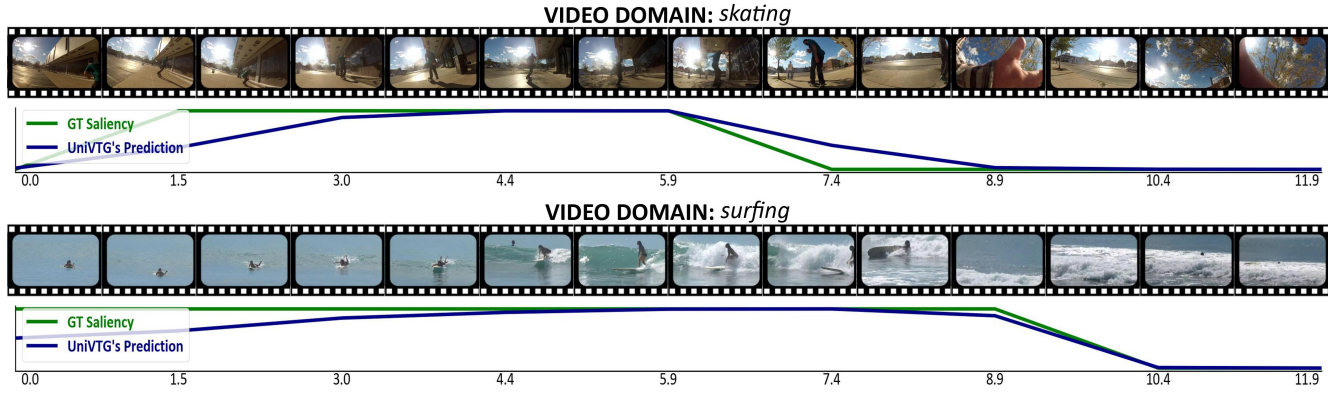 VIDEO DOMAIN: skating
GT Saliency
UniVTG's Prediction
0.0 1.5 3.0 4.4 5.9 7.4 8.9 10.4 11.9
VIDEO DOMAIN: surfing
GT Saliency
UniVTG's Prediction
0.0 1.5 3.0 4.4 5.9 7.4 8.9 10.4 11.9